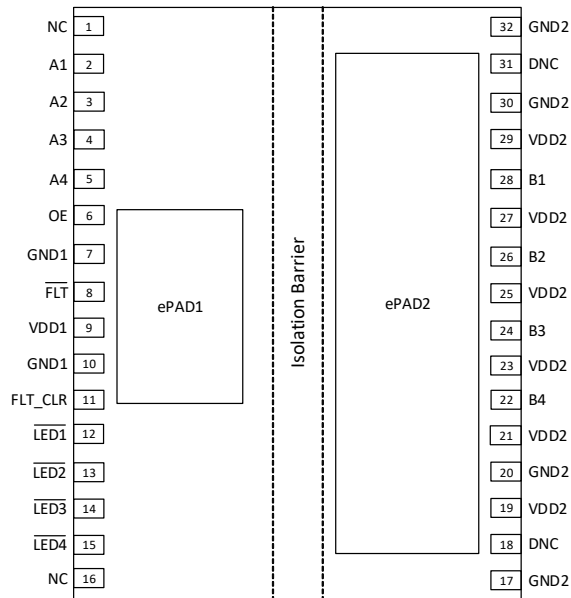 NC 1
A1 2
A2 3
A3 4
A4 5
OE 6
GND1 7
FLT 8
VDD1 9
GND1 10
FLT_CLR 11
LED1 12
LED2 13
LED3 14
LED4 15
NC 16
ePAD1
Isolation Barrier
ePAD2
32 GND2
31 DNC
30 GND2
29 VDD2
28 B1
27 VDD2
26 B2
25 VDD2
24 B3
23 VDD2
22 B4
21 VDD2
20 GND2
19 VDD2
18 DNC
17 GND2